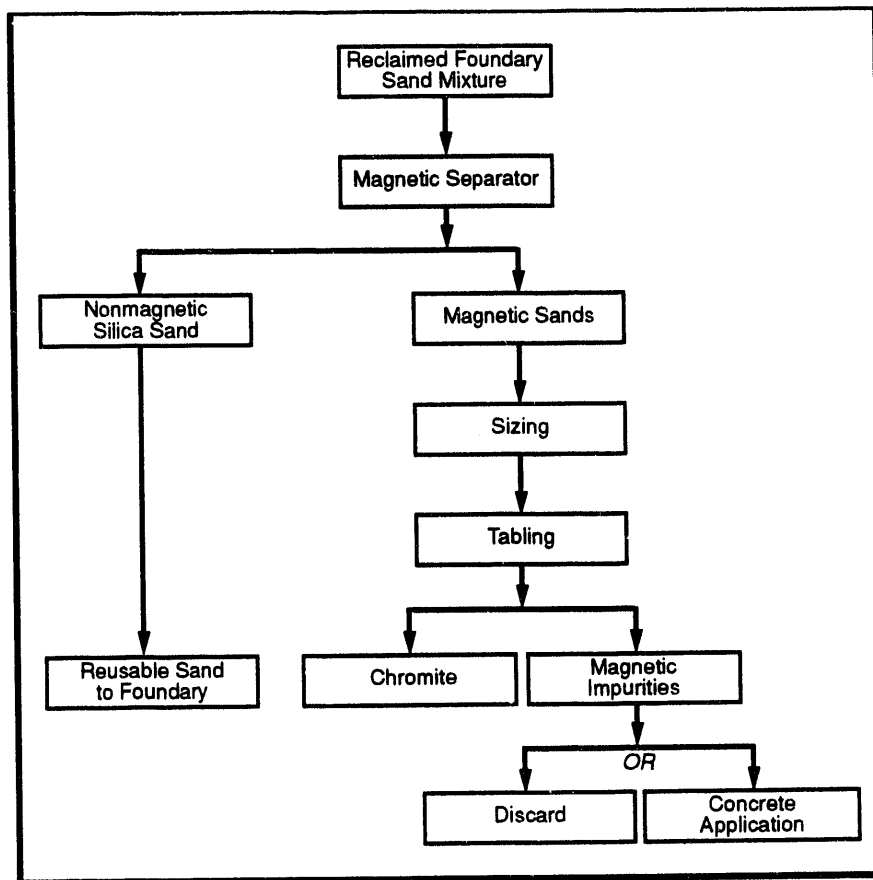 Reclaimed Foundary
Sand Mixture
Magnetic Separator
Nonmagnetic
Silica Sand
Magnetic Sands
Sizing
Tabling
Reusable Sand
to Foundary
Chromite
Magnetic
Impurities
OR
Discard
Concrete
Application